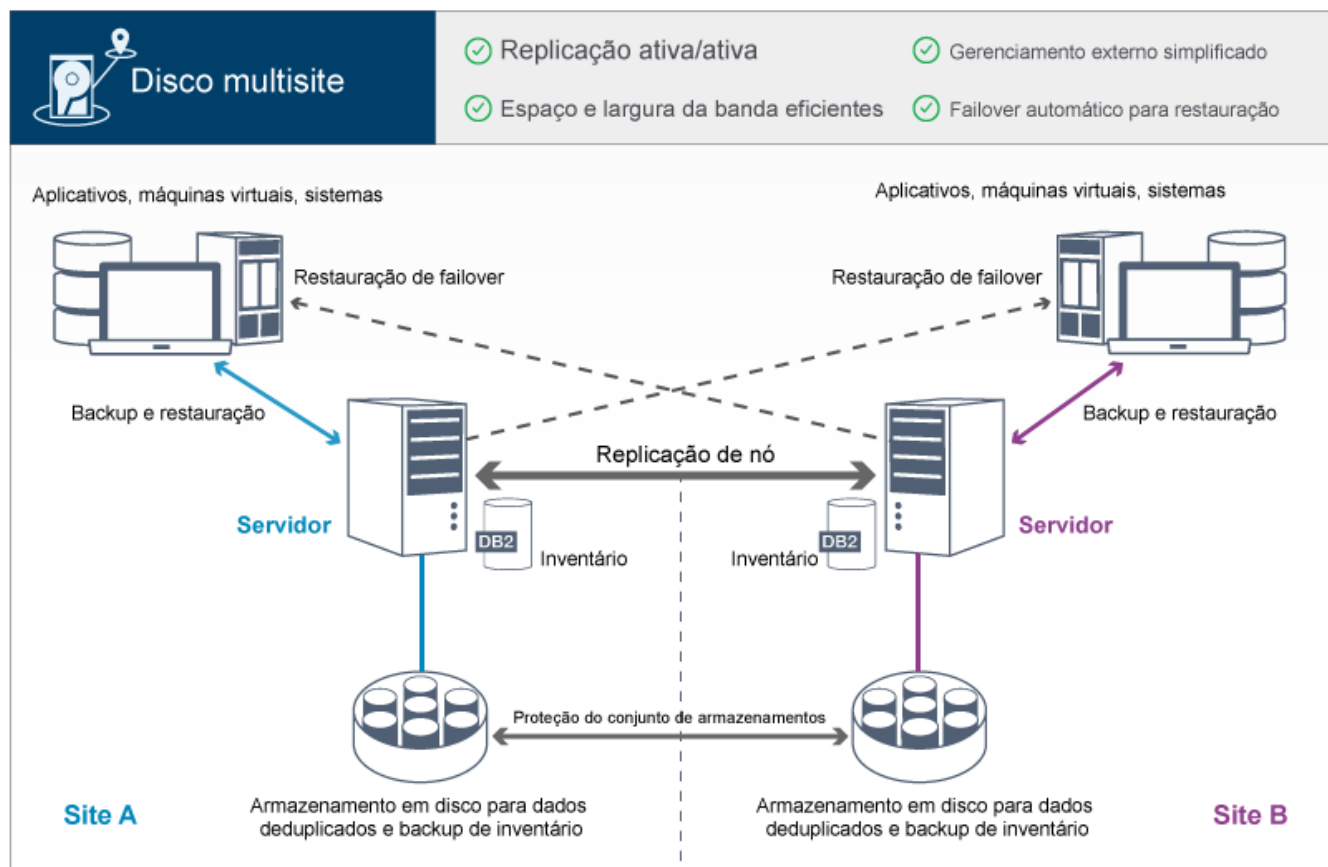 Disco multisite
Replicação ativa/ativa
Gerenciamento externo simplificado
Espaço e largura da banda eficientes
Failover automático para restauração
Aplicativos, máquinas virtuais, sistemas
Aplicativos, máquinas virtuais, sistemas
Restauração de failover
Restauração de failover
Backup e restauração
Backup e restauração
Replicação de nó
Servidor
Servidor
DB2
Inventário
Inventário
DB2
Proteção do conjunto de armazenamentos
Site A
Armazenamento em disco para dados
deduplicados e backup de inventário
Armazenamento em disco para dados
deduplicados e backup de inventário
Site B